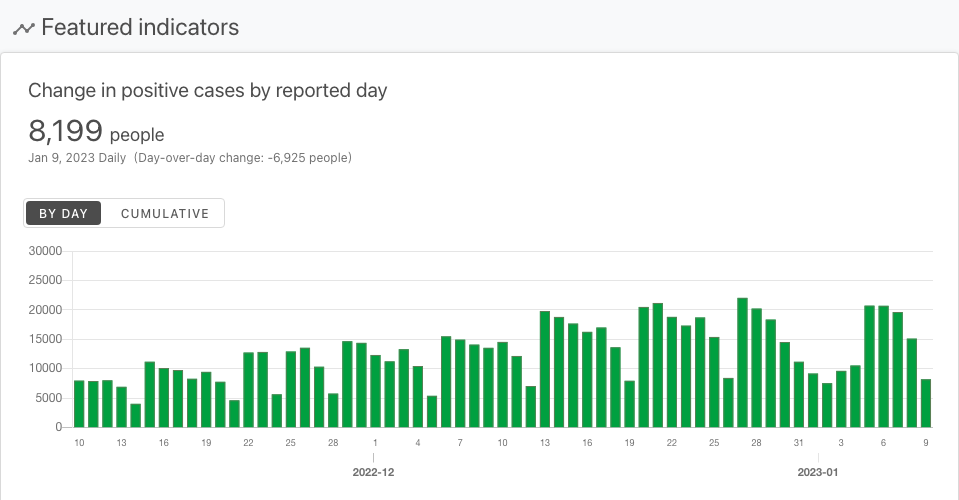 Featured indicators
Change in positive cases by reported day
8,199 people
Jan 9, 2023 Daily (Day-over-day change: -6,925 people)
BY DAY CUMULATIVE
30000
25000
20000
15000
10000
5000
0
10 13 16 19 22 25 28 1 4 7 10 13 16 19 22 25 28 31 3 6 9
2022-12 2023-01